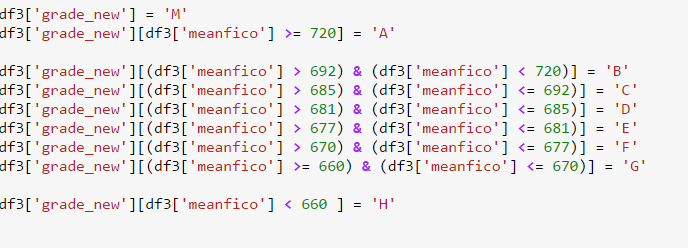 df3['grade_new'] = 'M'
df3['grade_new'][df3['meanfico'] >= 720] = 'A'
df3['grade_new'][(df3['meanfico'] > 692) & (df3['meanfico'] < 720)] = 'B'
df3['grade_new'][(df3['meanfico'] > 685) & (df3['meanfico'] <= 692)] = 'C'
df3['grade_new'][(df3['meanfico'] > 681) & (df3['meanfico'] <= 685)] = 'D'
df3['grade_new'][(df3['meanfico'] > 677) & (df3['meanfico'] <= 681)] = 'E'
df3['grade_new'][(df3['meanfico'] > 670) & (df3['meanfico'] <= 677)] = 'F'
df3['grade_new'][(df3['meanfico'] >= 660) & (df3['meanfico'] <= 670)] = 'G'
df3['grade_new'][df3['meanfico'] < 660 ] = 'H'